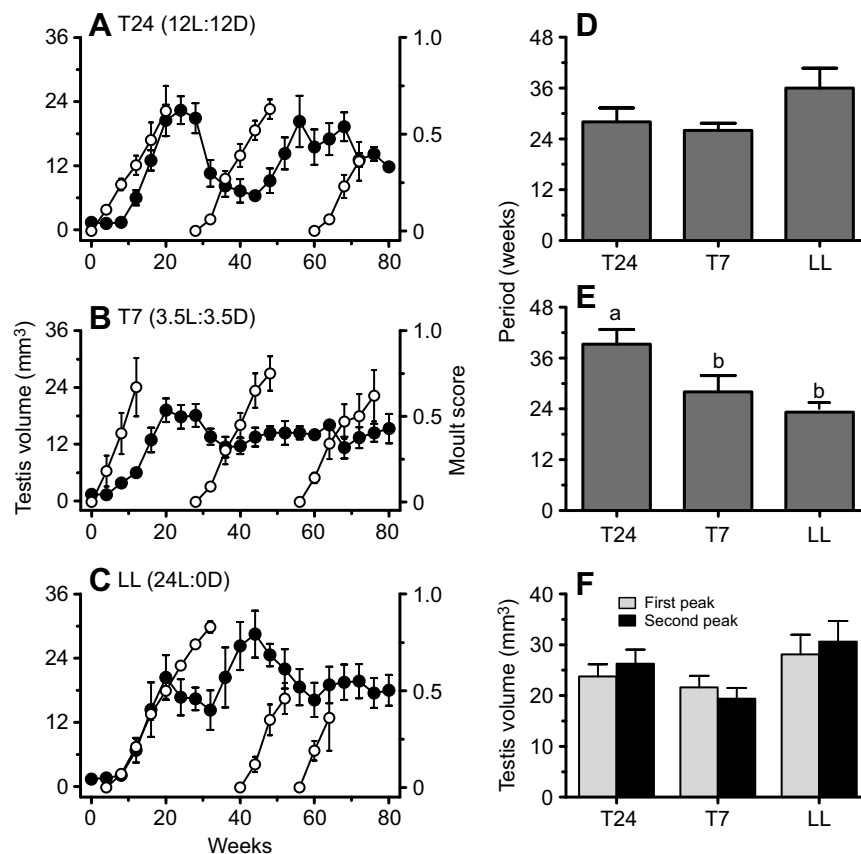 A T24 (12L:12D)
36
24
12
0
1.0
0.5
0
0 20 40 60 80
B T7 (3.5L:3.5D)
36
24
12
0
1.0
0.5
0
0 20 40 60 80
Testis volume (mm³)
Moult score
C LL (24L:0D)
36
24
12
0
1.0
0.5
0
0 20 40 60 80
Weeks
D
48
36
24
12
0
T24 T7 LL
Period (weeks)
E
48
36
24
12
0
a
b
b
T24 T7 LL
F
40
30
20
10
0
First peak
Second peak
Testis volume (mm³)
T24 T7 LL